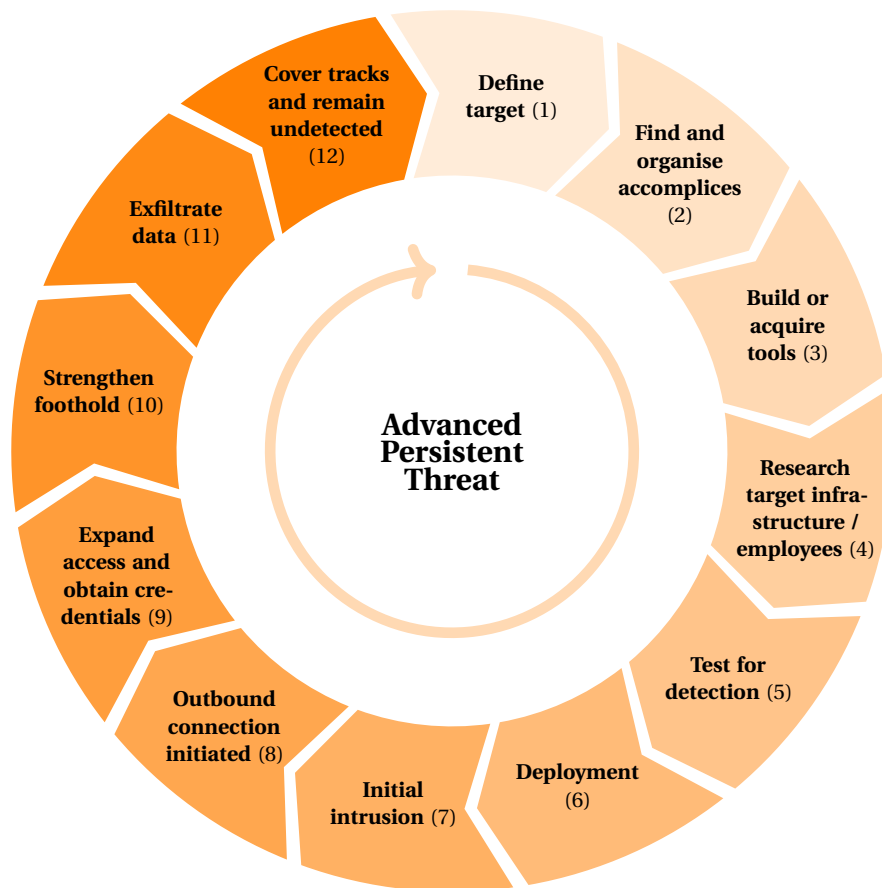 Define
target (1)
Find and
organise
accomplices
(2)
Build or
acquire
tools (3)
Research
target infra-
structure /
employees (4)
Test for
detection (5)
Deployment
(6)
Initial
intrusion (7)
Outbound
connection
initiated (8)
Expand
access and
obtain cre-
dentials (9)
Strengthen
foothold (10)
Exfiltrate
data (11)
Cover tracks
and remain
undetected
(12)
Advanced
Persistent
Threat